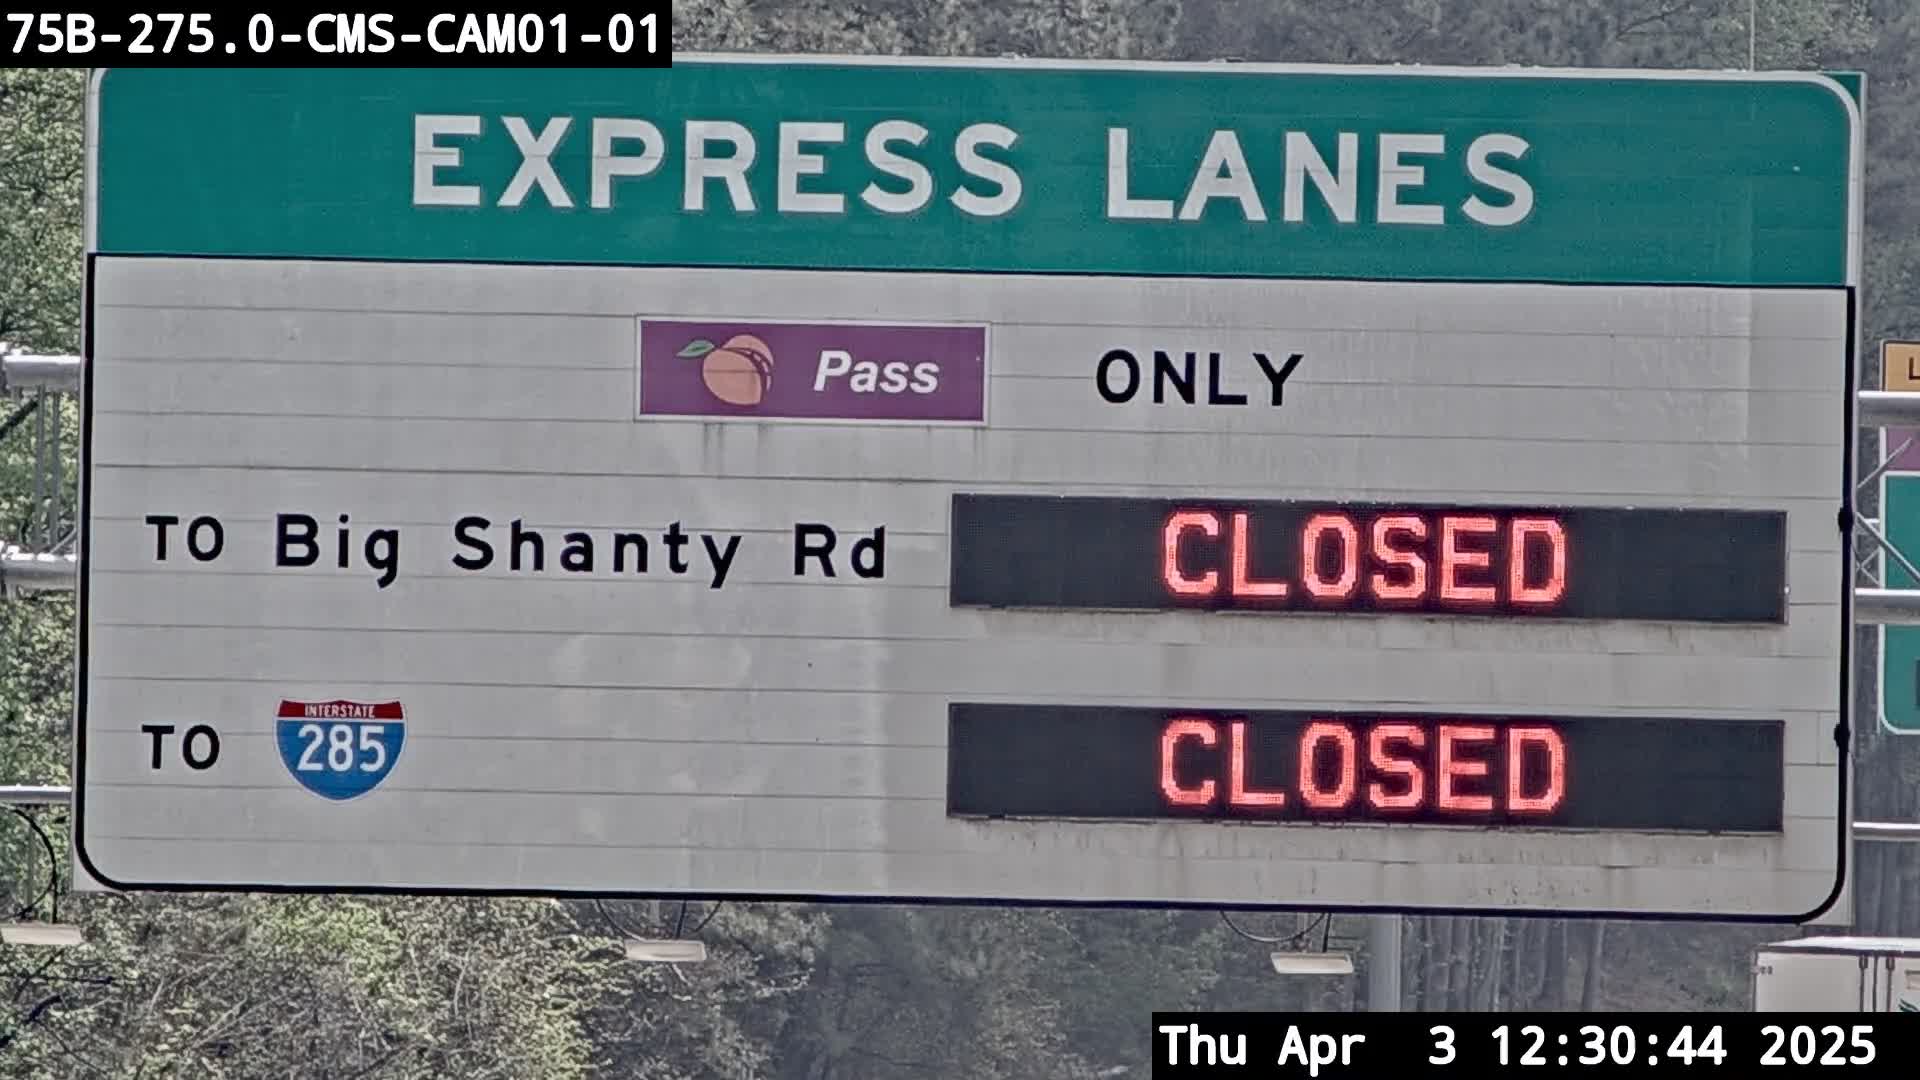 75B-275.0-CMS-CAM01-01
EXPRESS LANES
Pass ONLY
TO Big Shanty Rd CLOSED
TO INTERSTATE 285 CLOSED
Thu Apr 3 12:30:44 2025